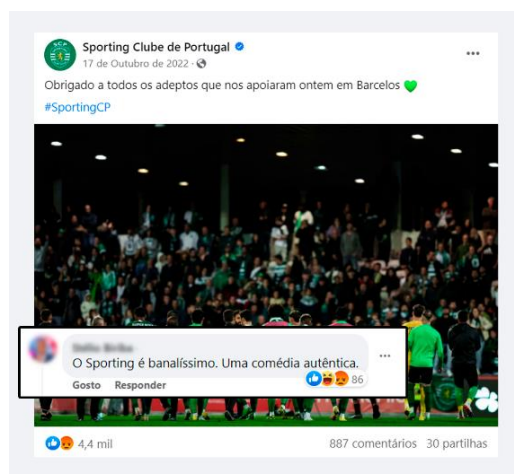 Sporting Clube de Portugal
17 de Outubro de 2022 ·
Obrigado a todos os adeptos que nos apoiaram ontem em Barcelos 💚
#SportingCP
O Sporting é banalíssimo. Uma comédia autêntica.
Gosto Responder
86
4,4 mil
887 comentários 30 partilhas